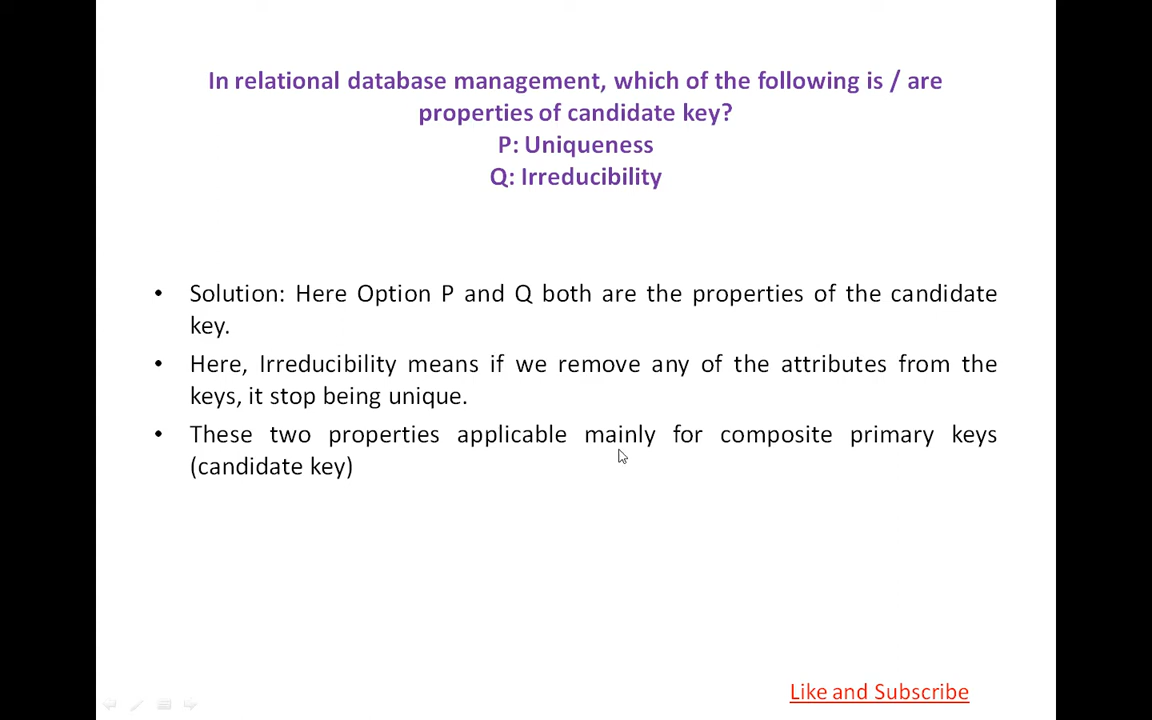 In relational database management, which of the following is / are
properties of candidate key?
P: Uniqueness
Q: Irreducibility
• Solution: Here Option P and Q both are the properties of the candidate
key.
• Here, Irreducibility means if we remove any of the attributes from the
keys, it stop being unique.
• These two properties applicable mainly for composite primary keys
(candidate key)
Like and Subscribe